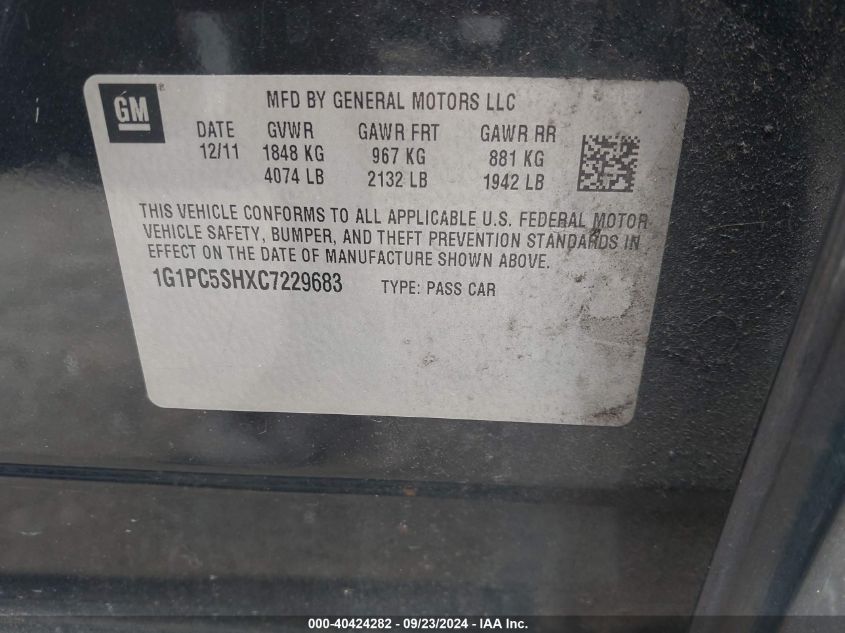 GM ®
MFD BY GENERAL MOTORS LLC
DATE GVWR GAWR FRT GAWR RR
12/11 1848 KG 967 KG 881 KG
4074 LB 2132 LB 1942 LB
THIS VEHICLE CONFORMS TO ALL APPLICABLE U.S. FEDERAL MOTOR
VEHICLE SAFETY, BUMPER, AND THEFT PREVENTION STANDARDS IN
EFFECT ON THE DATE OF MANUFACTURE SHOWN ABOVE.
1G1PC5SHXC7229683 TYPE: PASS CAR
000-40424282 - 09/23/2024 - IAA Inc.